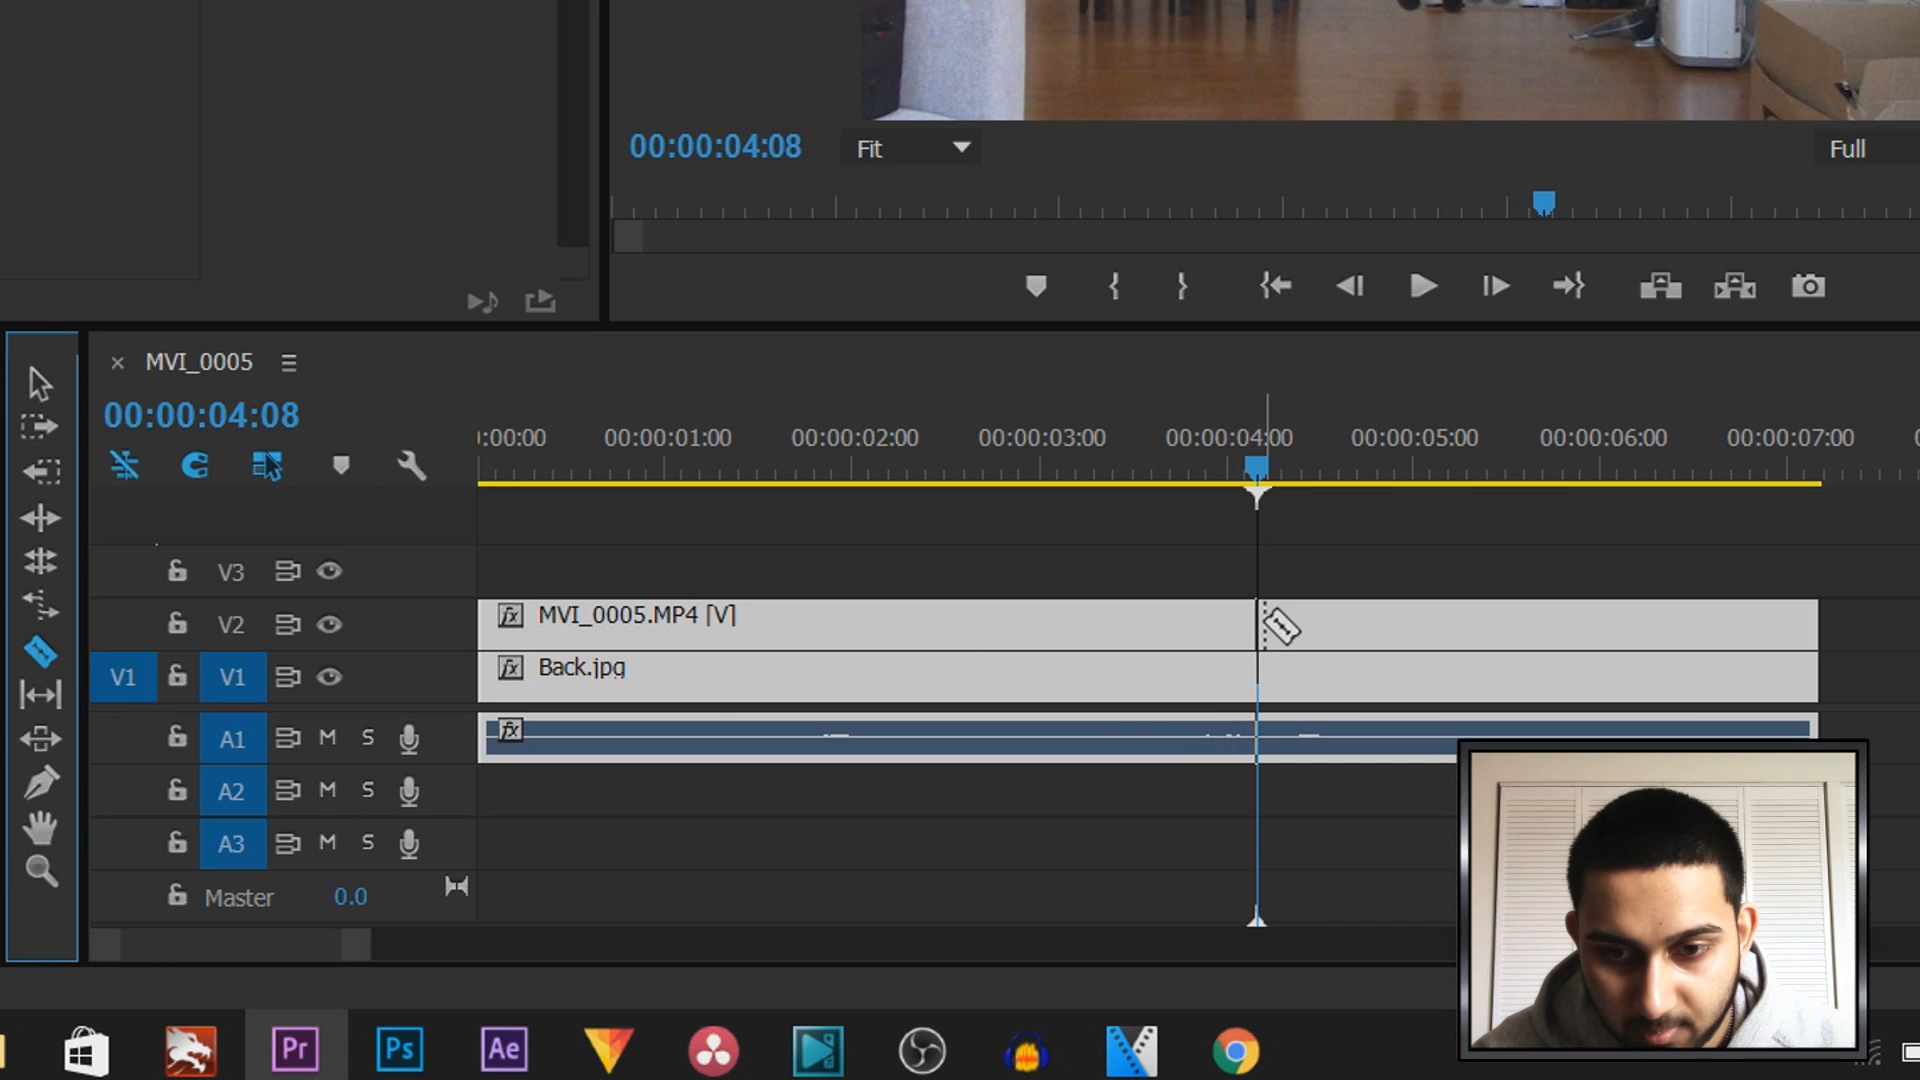 00:00:04:08
Fit
Full
MVI_0005
00:00:04:08
:00:00
00:00:01:00
00:00:02:00
00:00:03:00
00:00:04:00
00:00:05:00
00:00:06:00
00:00:07:00
V3
V2
fx MVI_0005.MP4 [V]
V1
V1
fx Back.jpg
A1
M
S
fx
A2
M
S
A3
M
S
Master
0.0
Pr
Ps
Ae